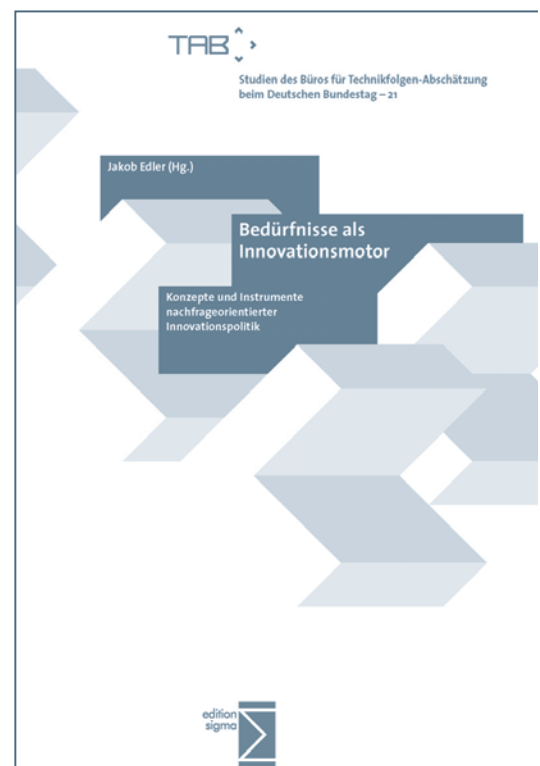 TAB
Studien des Büros für Technikfolgen-Abschätzung
beim Deutschen Bundestag – 21
Jakob Edler (Hg.)
Bedürfnisse als
Innovationsmotor
Konzepte und Instrumente
nachfrageorientierter
Innovationspolitik
edition
sigma